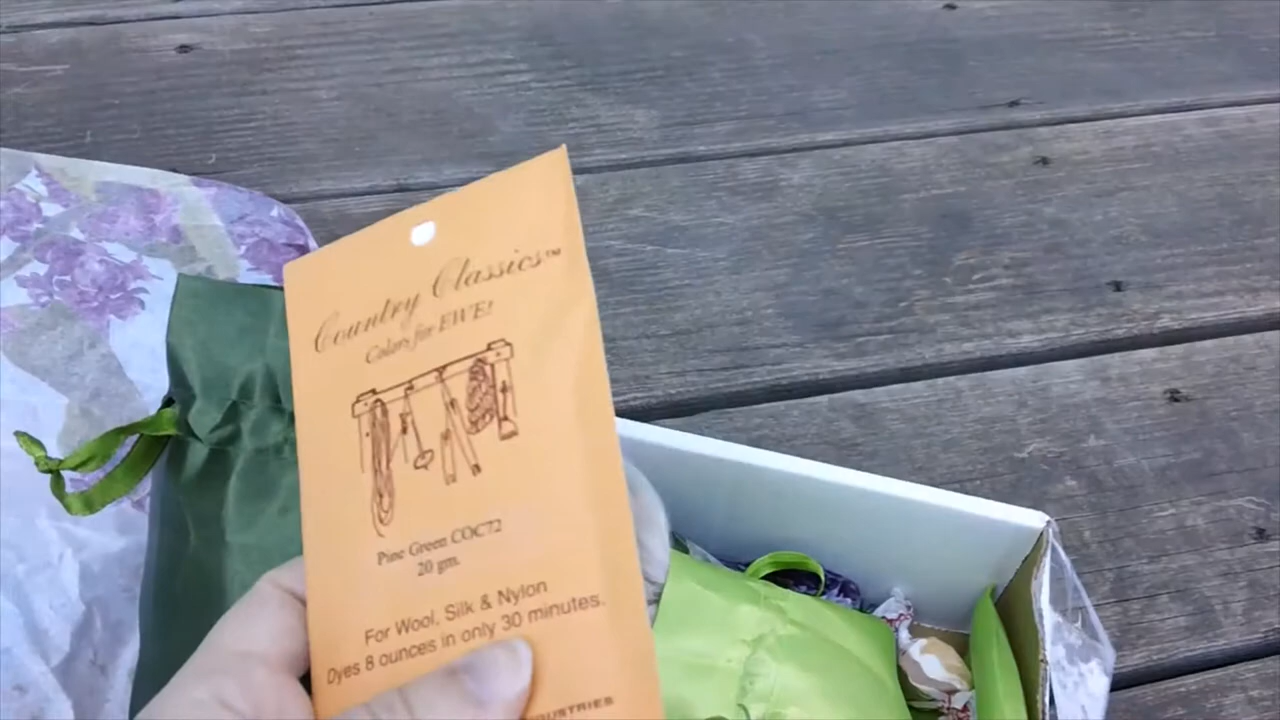 Country Classics™
Colors for EWE!
Pine Green COC72
20 gm.
For Wool, Silk & Nylon
Dyes 8 ounces in only 30 minutes.